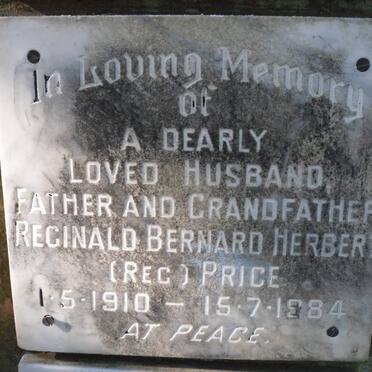 In Loving Memory
of
A DEARLY
LOVED HUSBAND,
FATHER AND GRANDFATHER
REGINALD BERNARD HERBERT
(REG) PRICE
1·5·1910 — 15·7·1984
AT PEACE.